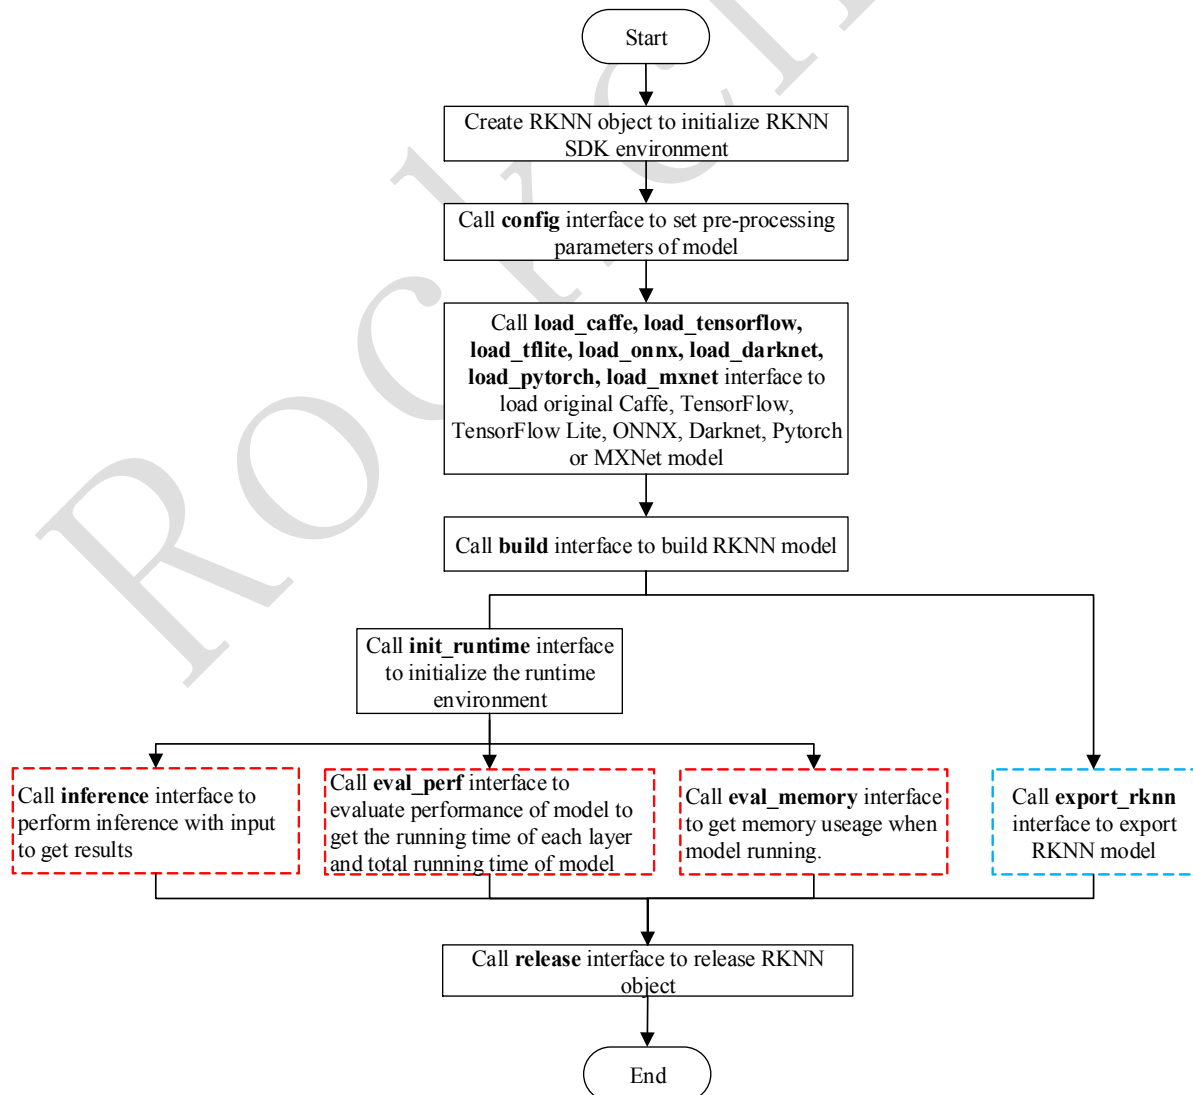 Start
Create RKNN object to initialize RKNN
SDK environment
Call config interface to set pre-processing
parameters of model
Call load_caffe, load_tensorflow,
load_tflite, load_onnx, load_darknet,
load_pytorch, load_mxnet interface to
load original Caffe, TensorFlow,
TensorFlow Lite, ONNX, Darknet, Pytorch
or MXNet model
Call build interface to build RKNN model
Call init_runtime interface
to initialize the runtime
environment
Call inference interface to
perform inference with input
to get results
Call eval_perf interface to
evaluate performance of model to
get the running time of each layer
and total running time of model
Call eval_memory interface
to get memory useage when
model running.
Call export_rknn
interface to export
RKNN model
Call release interface to release RKNN
object
End